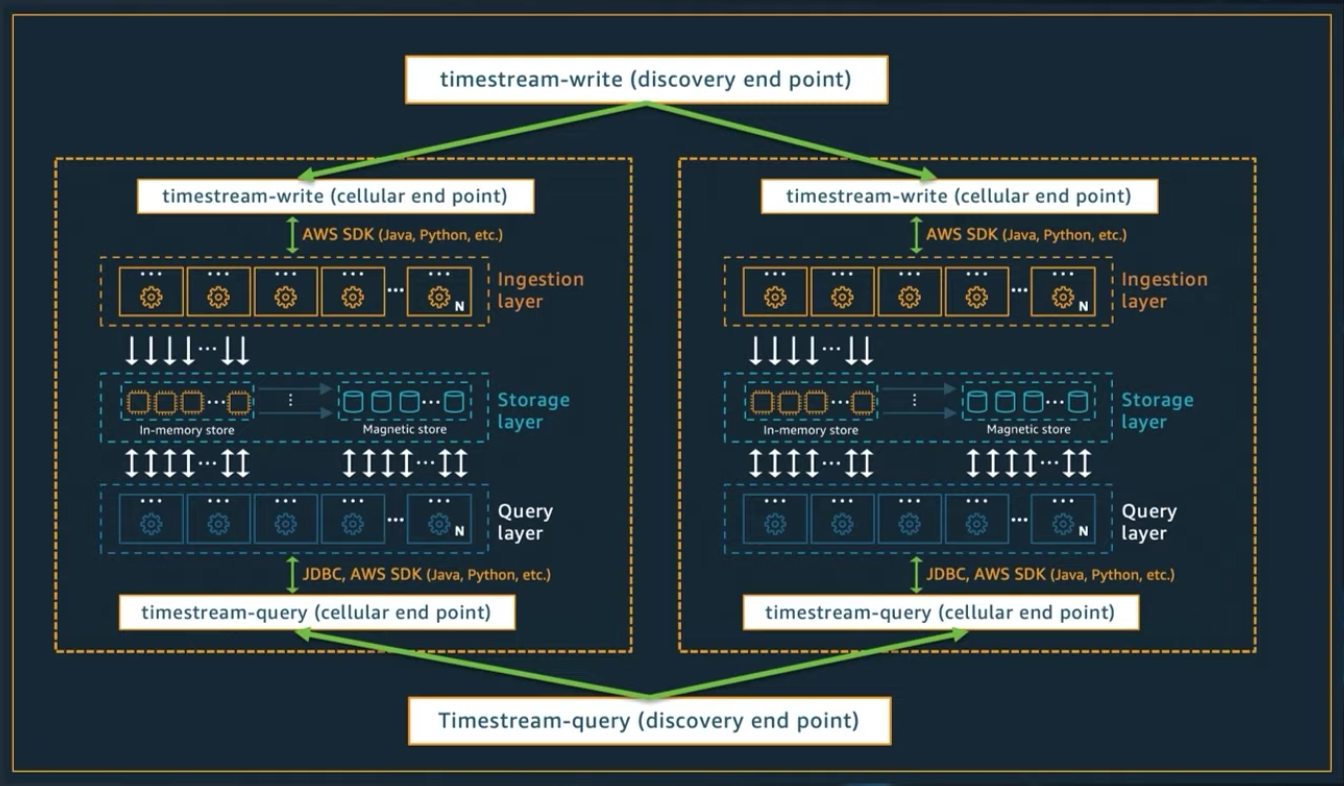 timestream-write (discovery end point)
timestream-write (cellular end point)
AWS SDK (Java, Python, etc.)
... ... ... ... ... ...
N
Ingestion
layer
...
...
⋮
...
In-memory store
Magnetic store
Storage
layer
...
...
... ... ... ... ... ...
N
Query
layer
JDBC, AWS SDK (Java, Python, etc.)
timestream-query (cellular end point)
timestream-write (cellular end point)
AWS SDK (Java, Python, etc.)
... ... ... ... ... ...
N
Ingestion
layer
...
...
⋮
...
In-memory store
Magnetic store
Storage
layer
...
...
... ... ... ... ... ...
N
Query
layer
JDBC, AWS SDK (Java, Python, etc.)
timestream-query (cellular end point)
Timestream-query (discovery end point)